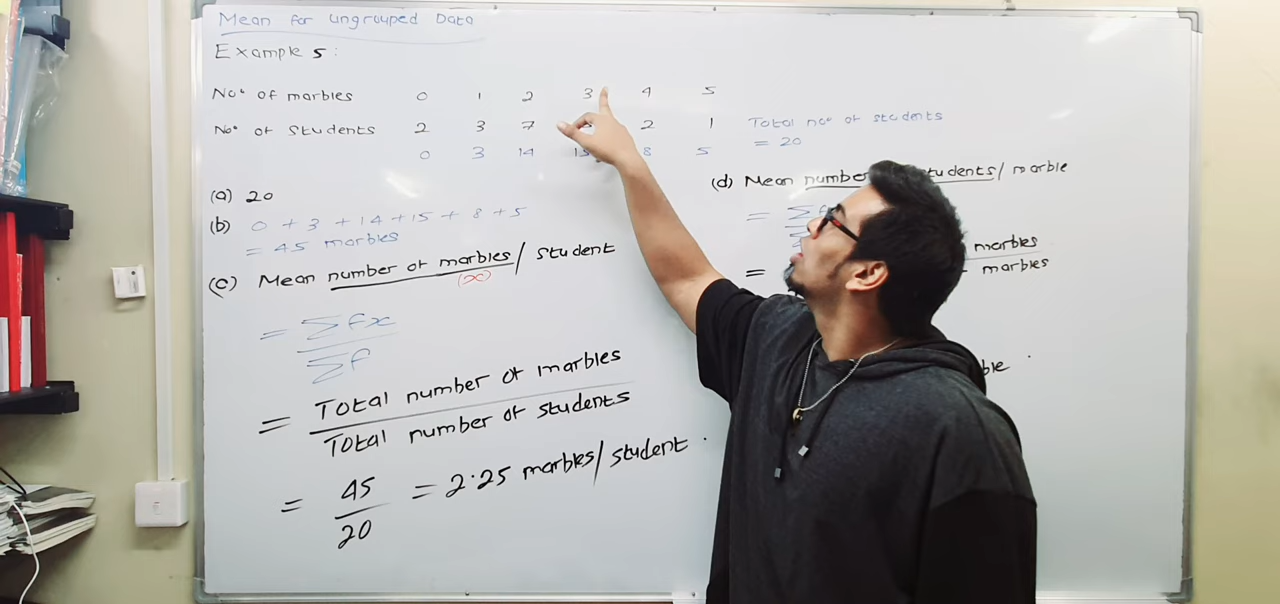 Mean for ungrouped Data
Example 5:
No° of marbles 0 1 2 3 4 5
No° of Students 2 3 7 2 1 Total no° of students
= 20
0 3 14 15 8 5
(a) 20
(b) 0 + 3 + 14 + 15 + 8 + 5
= 45 marbles
(c) Mean number of marbles / student
(x)
= Σfx
Σf
= Total number of marbles
Total number of students
= 45 = 2.25 marbles / student
20
(d) Mean number students / marble
= Σ
Σ
marbles
= marbles